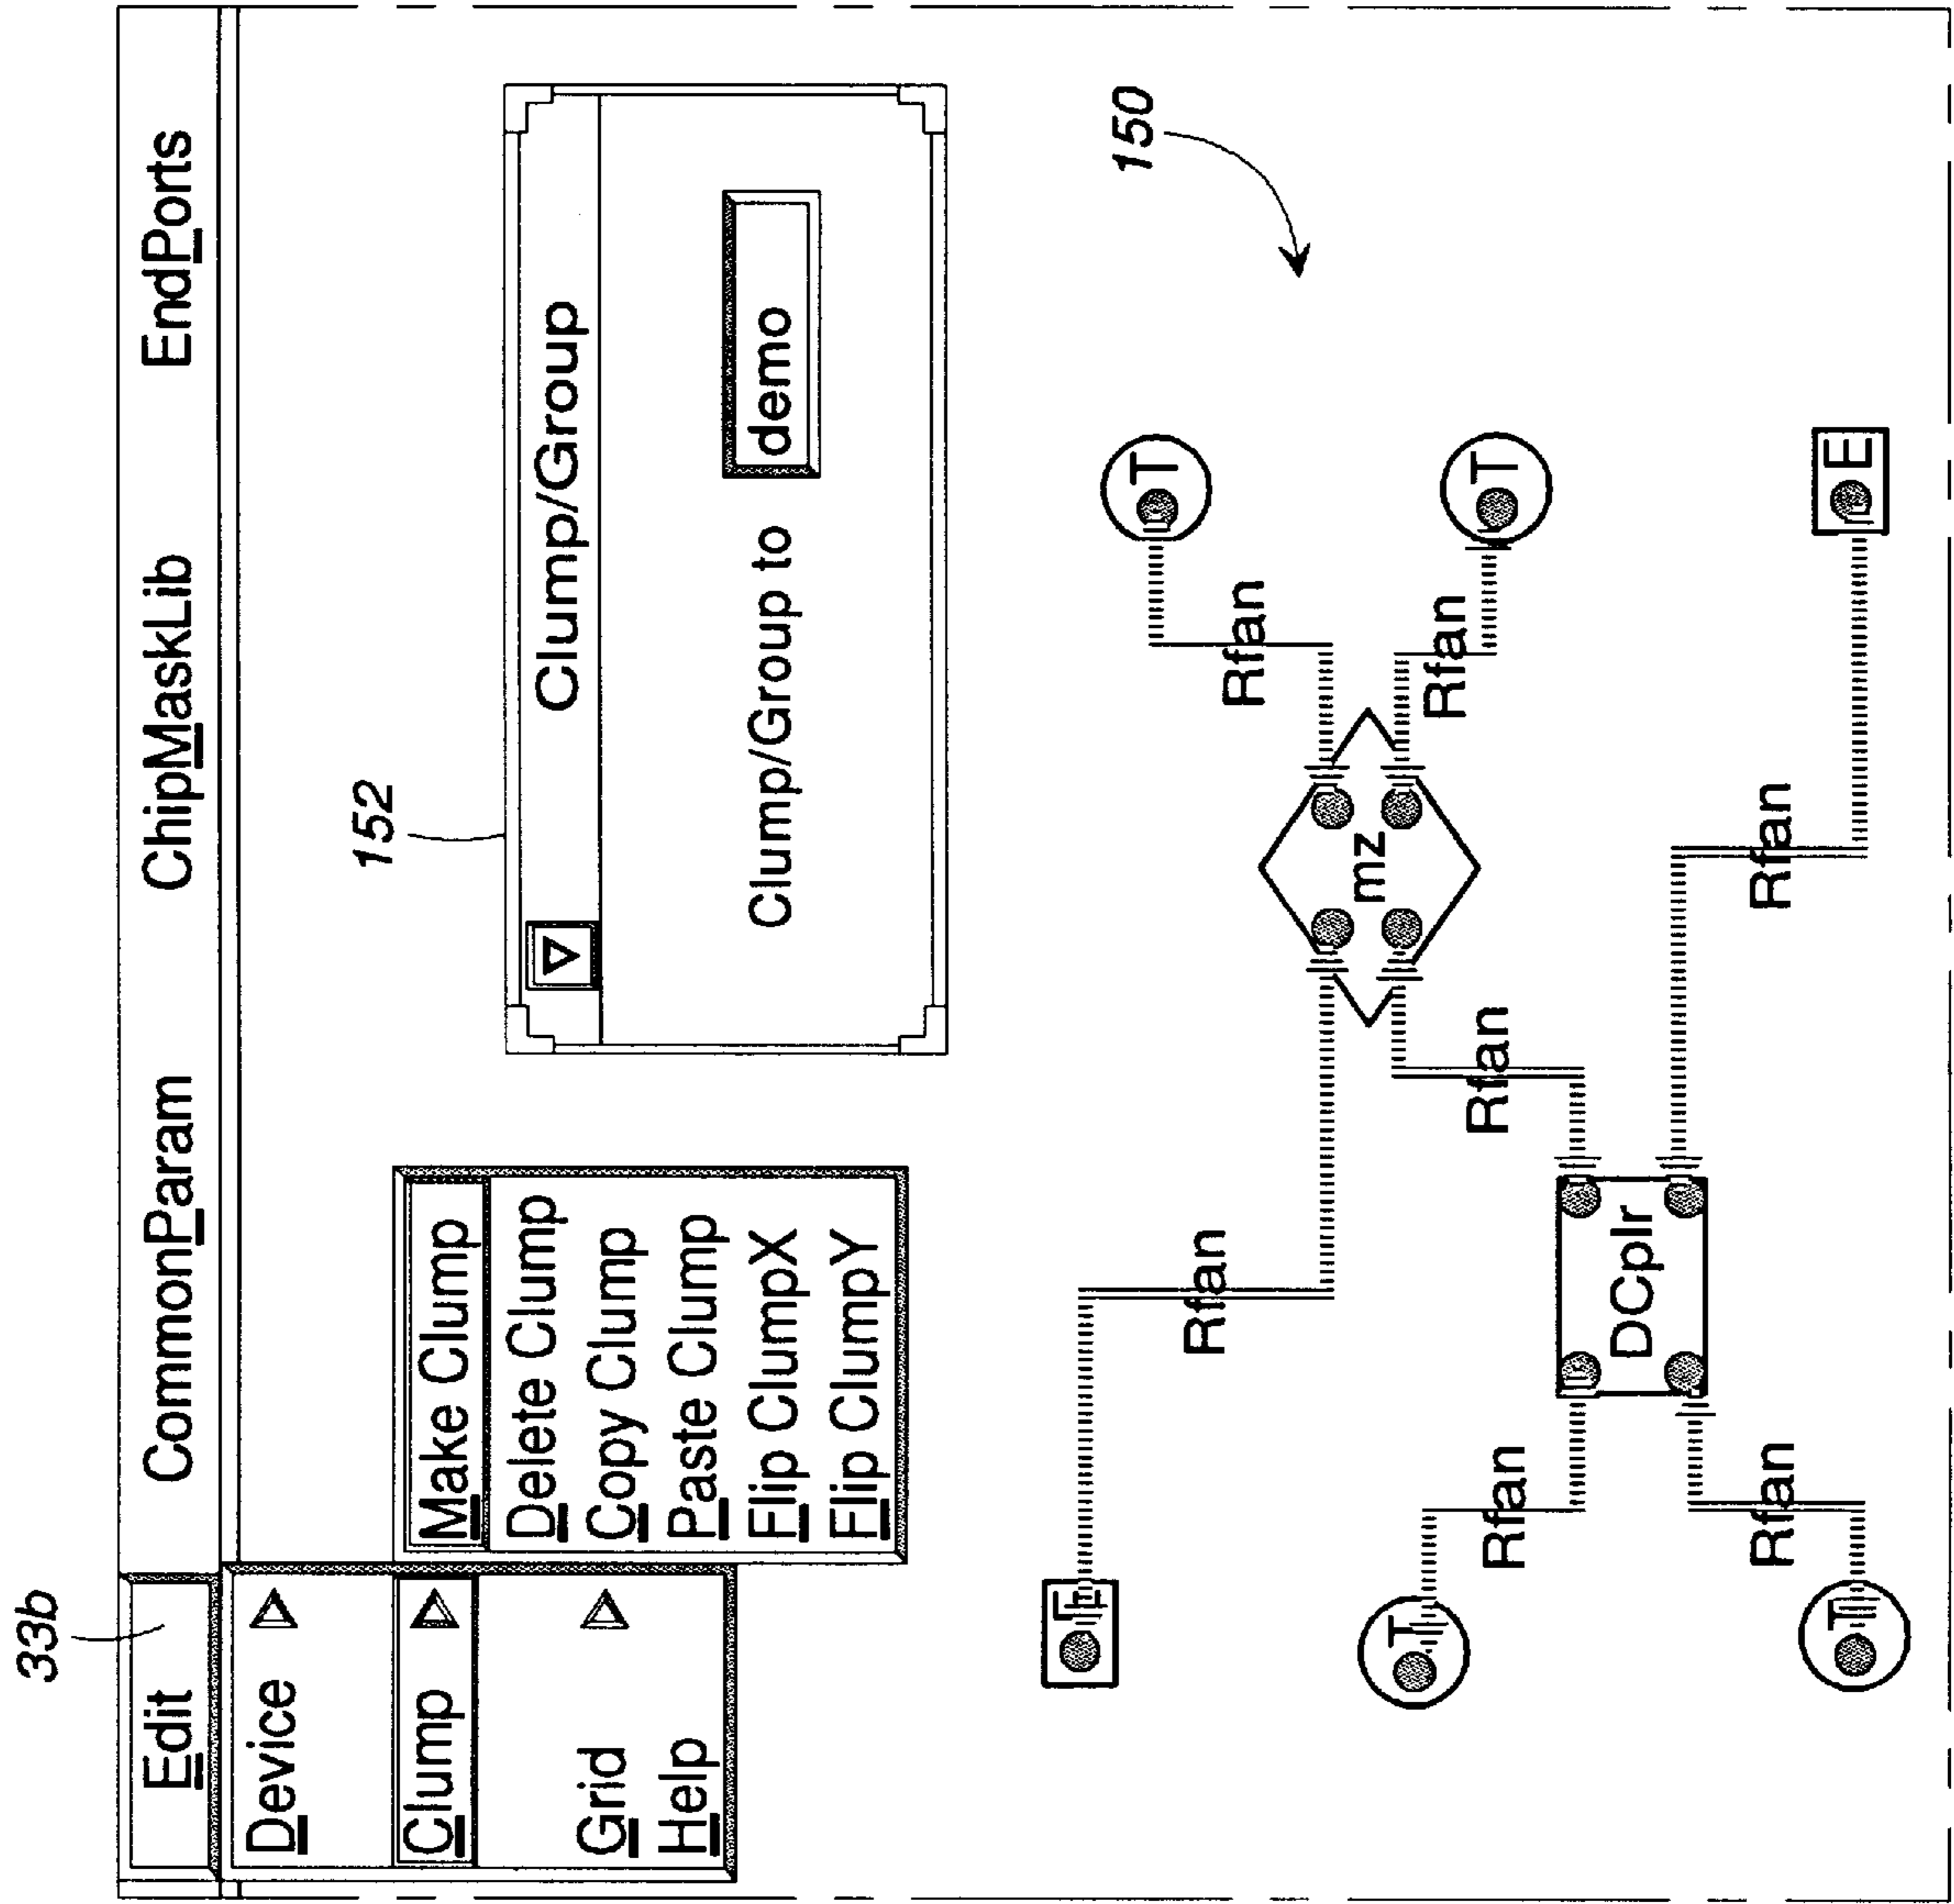 33b
Edit CommonParam ChipMaskLib EndPorts
Device
Clump
Grid
Help
Make Clump
Delete Clump
Copy Clump
Paste Clump
Flip ClumpX
Flip ClumpY
152
Clump/Group
Clump/Group to demo
150
E
T
Rfan
Rfan
mz
T
Rfan
Rfan
T
Rfan
DCplr
Rfan
Rfan
T
E